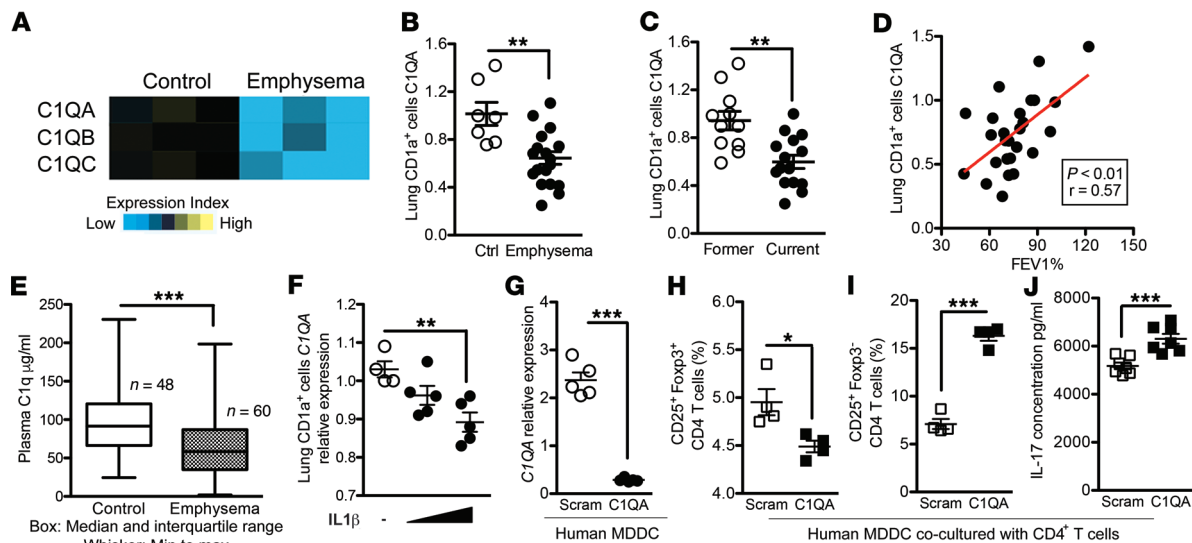 A
Control Emphysema
C1QA
C1QB
C1QC
Expression Index
Low High
B
Lung CD1a⁺ cells C1QA
1.6
1.2
0.8
0.4
0.0
**
Ctrl Emphysema
C
Lung CD1a⁺ cells C1QA
1.6
1.2
0.8
0.4
0.0
**
Former Current
D
Lung CD1a⁺ cells C1QA
1.5
1.0
0.5
0.0
P < 0.01
r = 0.57
30 60 90 120 150
FEV1%
E
Plasma C1q µg/ml
250
200
150
100
50
0
***
n = 48
n = 60
Control Emphysema
Box: Median and interquartile range
Whisker: Min to max
F
Lung CD1a⁺ cells C1QA
relative expression
1.2
1.1
1.0
0.9
0.8
0.7
**
IL1β -
G
C1QA relative expression
4
3
2
1
0
***
Scram C1QA
Human MDDC
H
CD25⁺ Foxp3⁺
CD4 T cells (%)
6.0
5.5
5.0
4.5
4.0
*
Scram C1QA
I
CD25⁺ Foxp3⁻
CD4 T cells (%)
20
15
10
5
0
***
Scram C1QA
J
IL-17 concentration pg/ml
8000
6000
4000
2000
0
***
Scram C1QA
Human MDDC co-cultured with CD4⁺ T cells